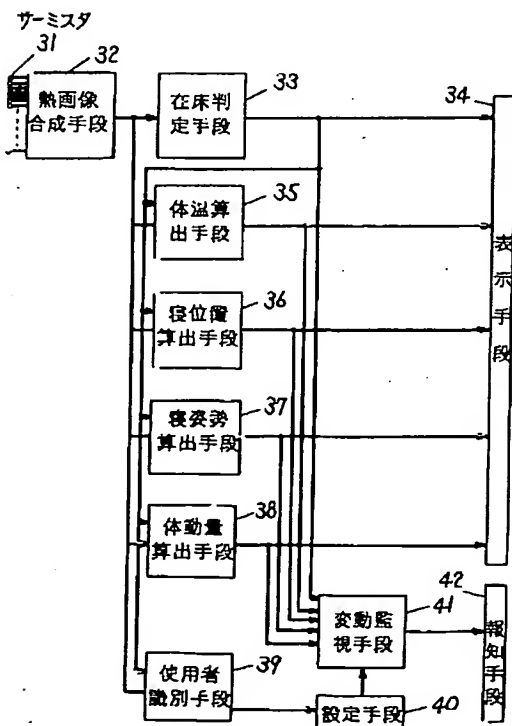 サーミスタ
31
32
熱画像
合成手段
33
在床判
定手段
34
表示手段
35
体温算
出手段
36
寝位置
算出手段
37
寝姿勢
算出手段
38
体動量
算出手段
39
使用者
識別手段
40
設定手段
41
変動監
視手段
42
報知手段